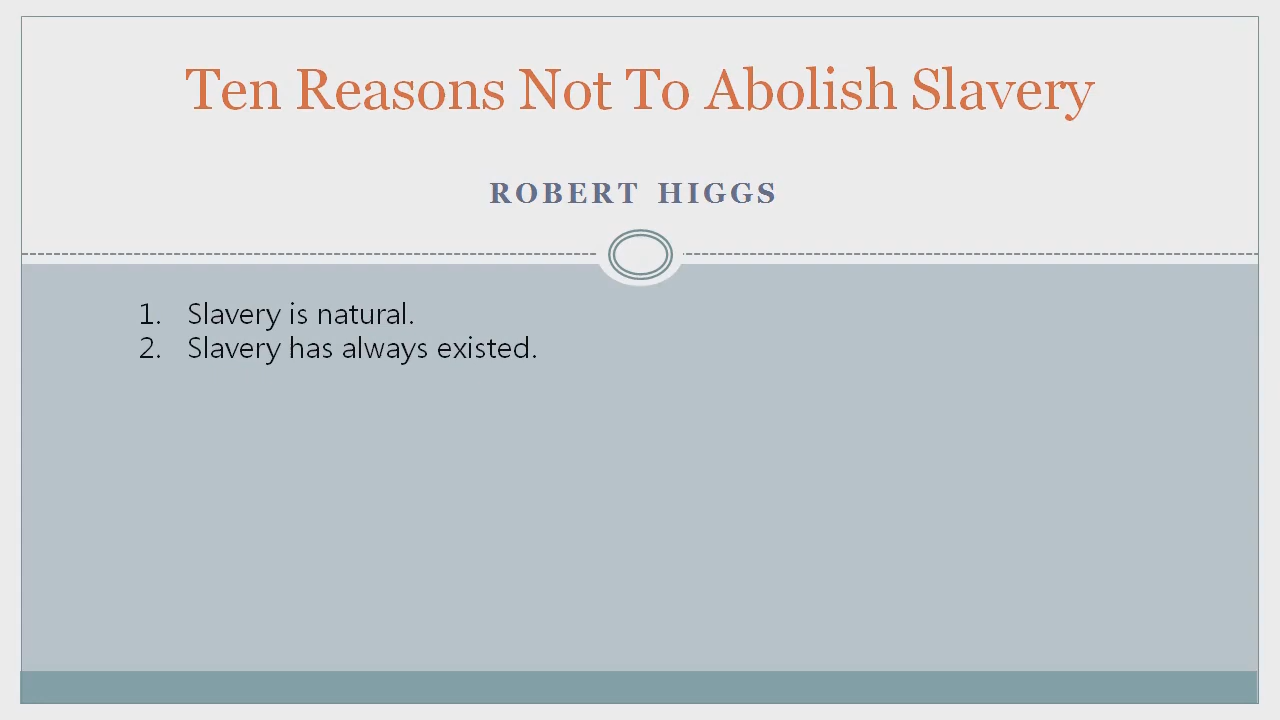 Ten Reasons Not To Abolish Slavery
ROBERT HIGGS
1. Slavery is natural.
2. Slavery has always existed.